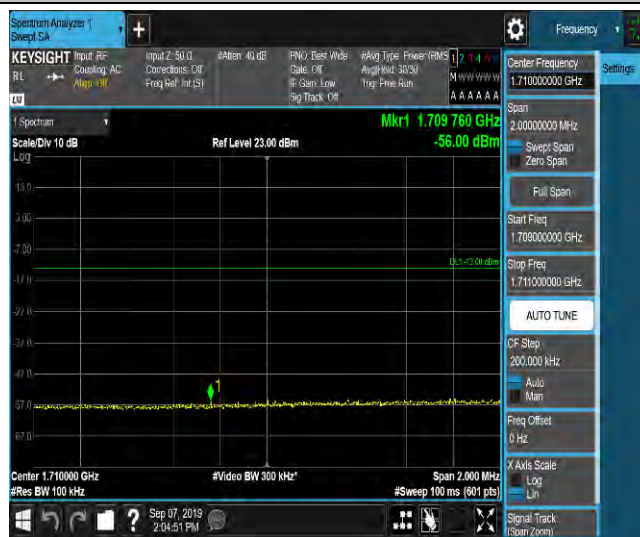 Spectrum Analyzer 1
Swept SA
+
Frequency
KEYSIGHT
RL
Input: RF
Coupling: AC
Align: Off
Input Z: 50 Ω
Corrections: Off
Freq Ref: Int (S)
#Atten: 40 dB
PNO: Best Wide
Gate: Off
IF Gain: Low
Sig Track: Off
#Avg Type: Power (RMS
Avg|Hold: 30/30
Trig: Free Run
M W W W W W
A A A A A A
LW
1 Spectrum
Scale/Div 10 dB
Log
Ref Level 23.00 dBm
Mkr1 1.709 760 GHz
-56.00 dBm
13.0
3.00
-7.00
-17.0
-27.0
-37.0
-47.0
-57.0
-67.0
DL1 -13.00 dBm
1
Center 1.710000 GHz
#Res BW 100 kHz
#Video BW 300 kHz*
Span 2.000 MHz
#Sweep 100 ms (601 pts)
Sep 07, 2019
2:04:51 PM
Center Frequency
1.710000000 GHz
Settings
Span
2.00000000 MHz
Swept Span
Zero Span
Full Span
Start Freq
1.709000000 GHz
Stop Freq
1.711000000 GHz
AUTO TUNE
CF Step
200.000 kHz
Auto
Man
Freq Offset
0 Hz
X Axis Scale
Log
Lin
Signal Track
(Span Zoom)